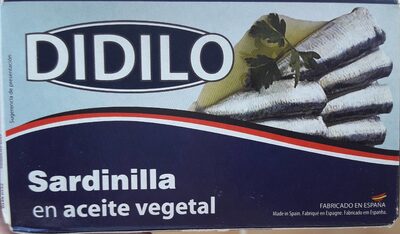 DIDILO
Sugerencia de presentación
Sardinilla
en aceite vegetal
FABRICADO EN ESPAÑA
Made in Spain. Fabriqué en Espagne. Fabricado em Espanha.